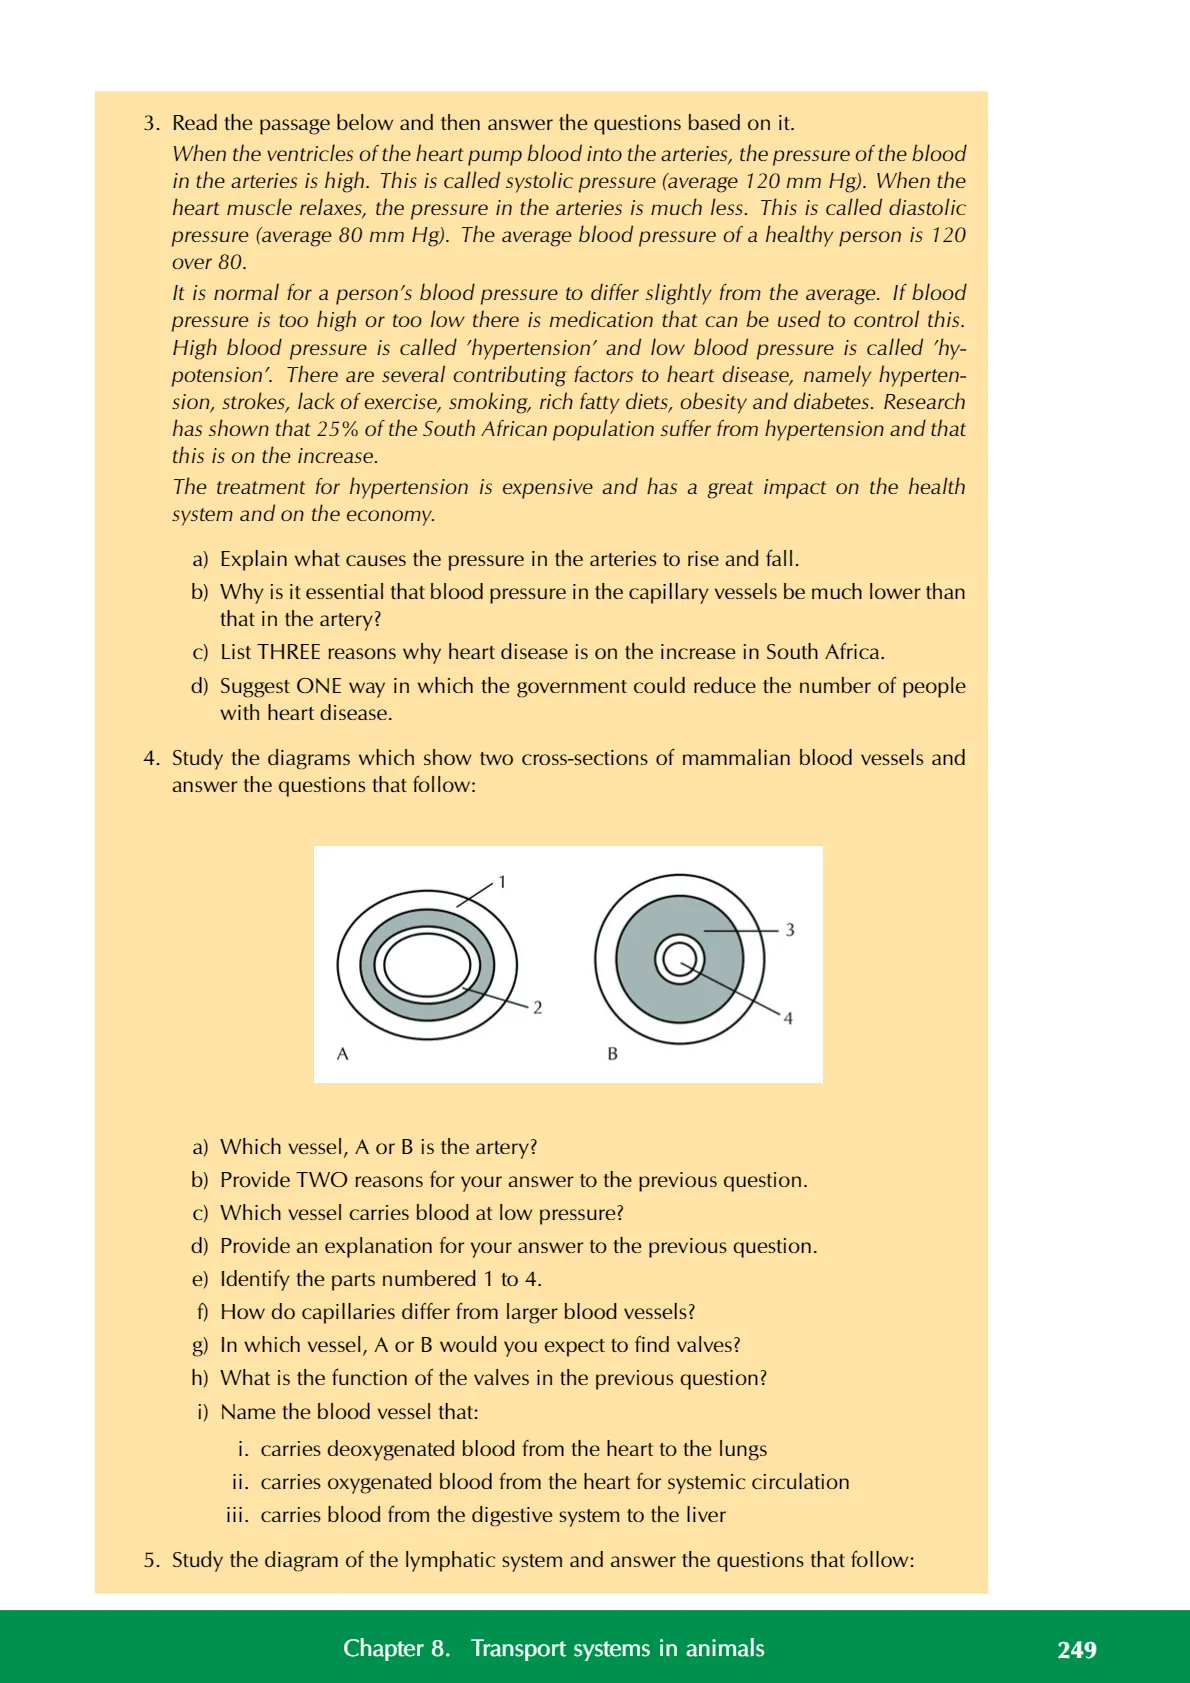 3. Read the passage below and then answer the questions based on it.
When the ventricles of the heart pump blood into the arteries, the pressure of the blood
in the arteries is high. This is called systolic pressure (average 120 mm Hg). When the
heart muscle relaxes, the pressure in the arteries is much less. This is called diastolic
pressure (average 80 mm Hg). The average blood pressure of a healthy person is 120
over 80.
It is normal for a person's blood pressure to differ slightly from the average. If blood
pressure is too high or too low there is medication that can be used to control this.
High blood pressure is called 'hypertension' and low blood pressure is called 'hy-
potension'. There are several contributing factors to heart disease, namely hyperten-
sion, strokes, lack of exercise, smoking, rich fatty diets, obesity and diabetes. Research
has shown that 25% of the South African population suffer from hypertension and that
this is on the increase.
The treatment for hypertension is expensive and has a great impact on the health
system and on the economy.
a) Explain what causes the pressure in the arteries to rise and fall.
b) Why is it essential that blood pressure in the capillary vessels be much lower than
that in the artery?
c) List THREE reasons why heart disease is on the increase in South Africa.
d) Suggest ONE way in which the government could reduce the number of people
with heart disease.
4. Study the diagrams which show two cross-sections of mammalian blood vessels and
answer the questions that follow:
1
2
A
3
4
B
a) Which vessel, A or B is the artery?
b) Provide TWO reasons for your answer to the previous question.
c) Which vessel carries blood at low pressure?
d) Provide an explanation for your answer to the previous question.
e) Identify the parts numbered 1 to 4.
f) How do capillaries differ from larger blood vessels?
g) In which vessel, A or B would you expect to find valves?
h) What is the function of the valves in the previous question?
i) Name the blood vessel that:
i. carries deoxygenated blood from the heart to the lungs
ii. carries oxygenated blood from the heart for systemic circulation
iii. carries blood from the digestive system to the liver
5. Study the diagram of the lymphatic system and answer the questions that follow:
Chapter 8. Transport systems in animals 249